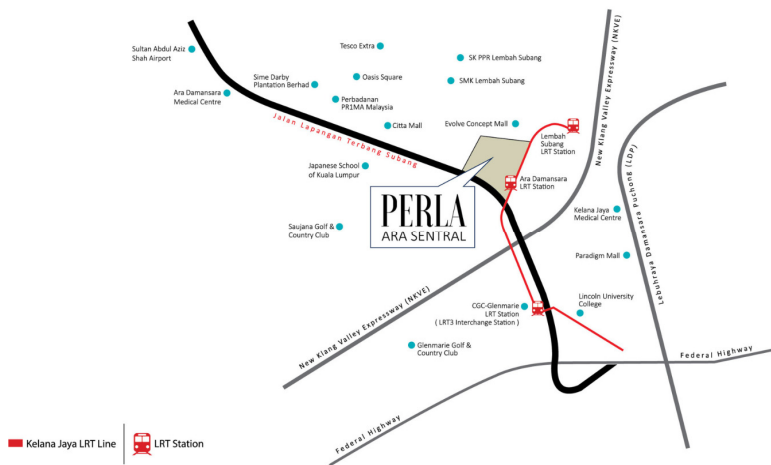 Tesco Extra
Sultan Abdul Aziz
Shah Airport
SK PPR Lembah Subang
Sime Darby
Plantation Berhad
Oasis Square
SMK Lembah Subang
Ara Damansara
Medical Centre
Perbadanan
PR1MA Malaysia
Citta Mall
Evolve Concept Mall
Lembah
Subang
LRT Station
New Klang Valley Expressway (NKVE)
Jalan Lapangan Terbang Subang
Japanese School
of Kuala Lumpur
Ara Damansara
LRT Station
PERLA
ARA SENTRAL
Kelana Jaya
Medical Centre
Lebuhraya Damansara Puchong (LDP)
Saujana Golf &
Country Club
Paradigm Mall
CGC-Glenmarie
LRT Station
( LRT3 Interchange Station )
Lincoln University
College
New Klang Valley Expressway (NKVE)
Glenmarie Golf &
Country Club
Federal Highway
Federal Highway
Kelana Jaya LRT Line
LRT Station